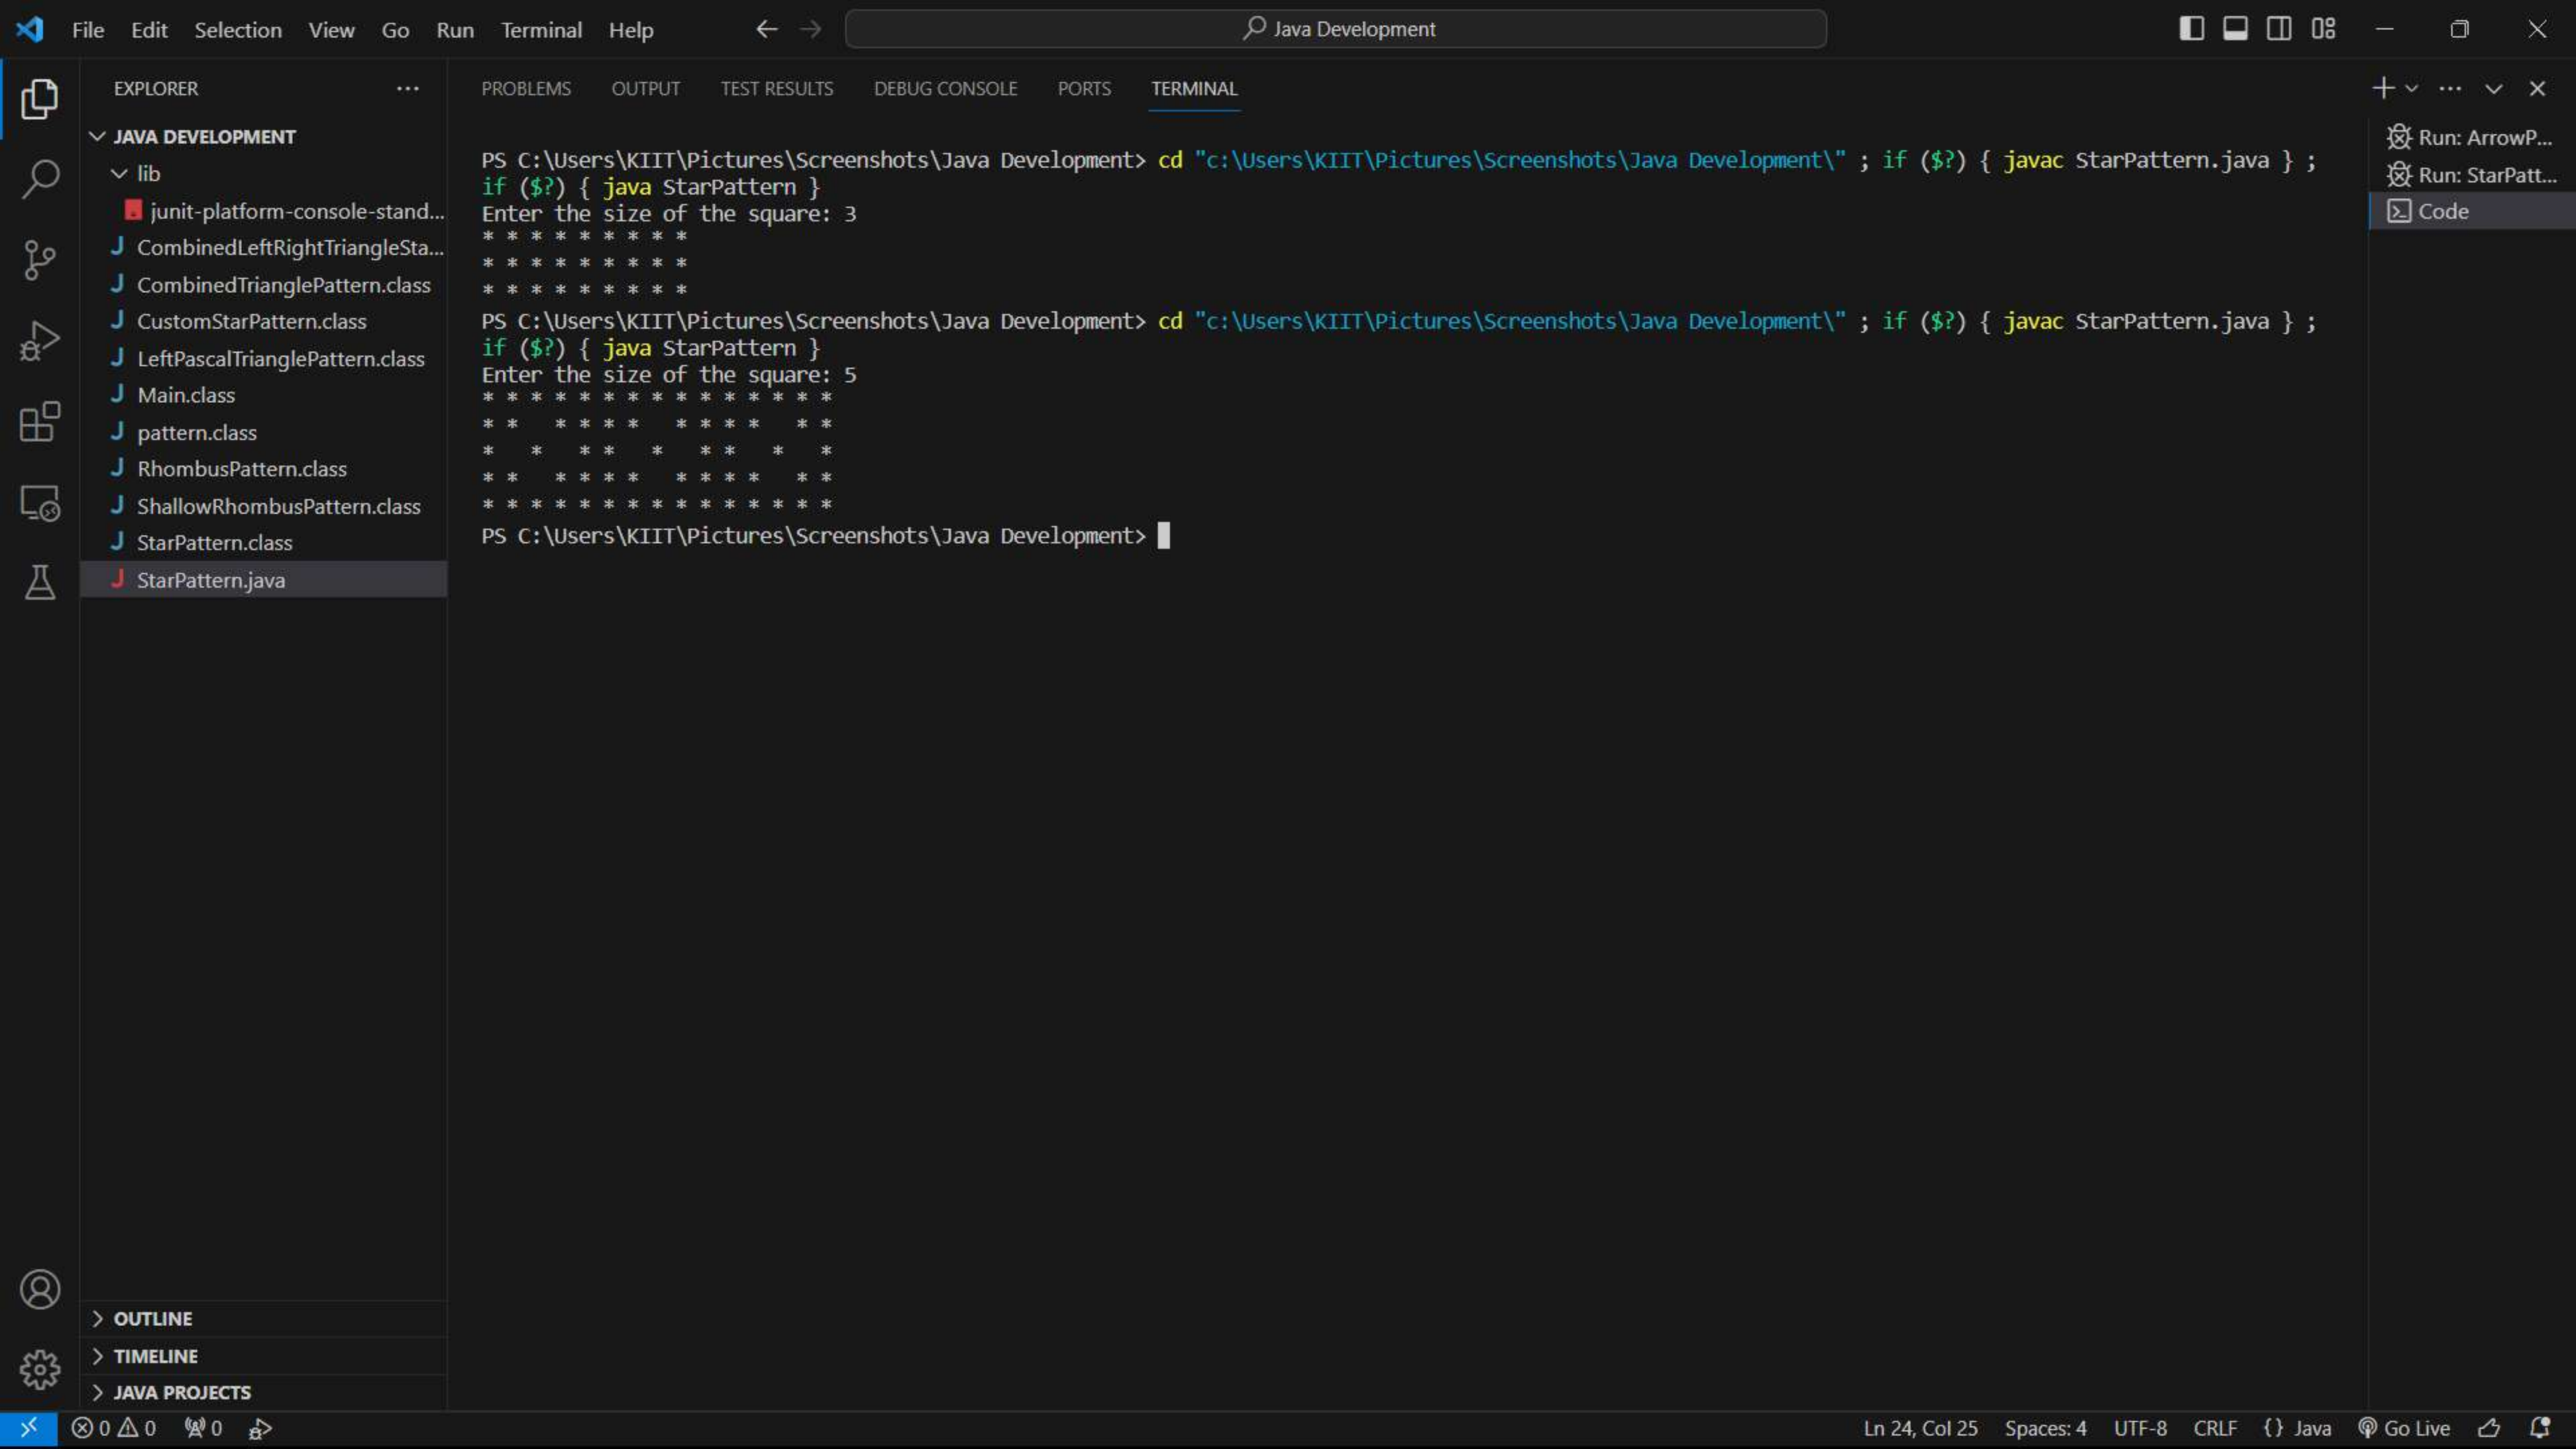 File Edit Selection View Go Run Terminal Help
Java Development
EXPLORER
JAVA DEVELOPMENT
lib
junit-platform-console-stand...
CombinedLeftRightTriangleSta...
CombinedTrianglePattern.class
CustomStarPattern.class
LeftPascalTrianglePattern.class
Main.class
pattern.class
RhombusPattern.class
ShallowRhombusPattern.class
StarPattern.class
StarPattern.java
OUTLINE
TIMELINE
JAVA PROJECTS
PROBLEMS OUTPUT TEST RESULTS DEBUG CONSOLE PORTS TERMINAL
PS C:\Users\KIIT\Pictures\Screenshots\Java Development> cd "c:\Users\KIIT\Pictures\Screenshots\Java Development\" ; if ($?) { javac StarPattern.java } ;
if ($?) { java StarPattern }
Enter the size of the square: 3
* * * * * * * * *
* * * * * * * * *
* * * * * * * * *
PS C:\Users\KIIT\Pictures\Screenshots\Java Development> cd "c:\Users\KIIT\Pictures\Screenshots\Java Development\" ; if ($?) { javac StarPattern.java } ;
if ($?) { java StarPattern }
Enter the size of the square: 5
* * * * * * * * * * * * * * *
* *   * * * *   * * * *   * *
*   *   * *   *   * *   *   *
* *   * * * *   * * * *   * *
* * * * * * * * * * * * * * *
PS C:\Users\KIIT\Pictures\Screenshots\Java Development>
Run: ArrowP...
Run: StarPatt...
Code
0 0 0
Ln 24, Col 25 Spaces: 4 UTF-8 CRLF {} Java Go Live